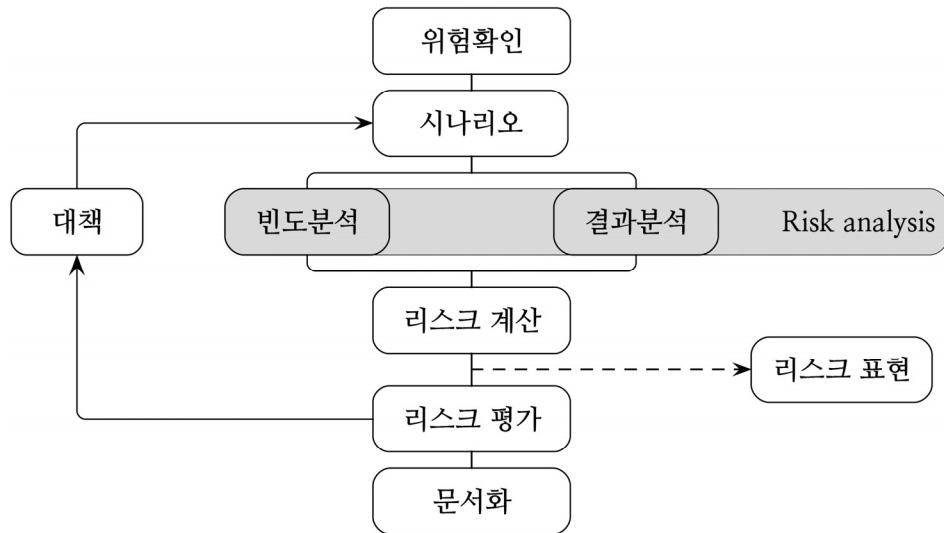 위험확인
시나리오
대책
빈도분석
결과분석
Risk analysis
리스크 계산
리스크 표현
리스크 평가
문서화